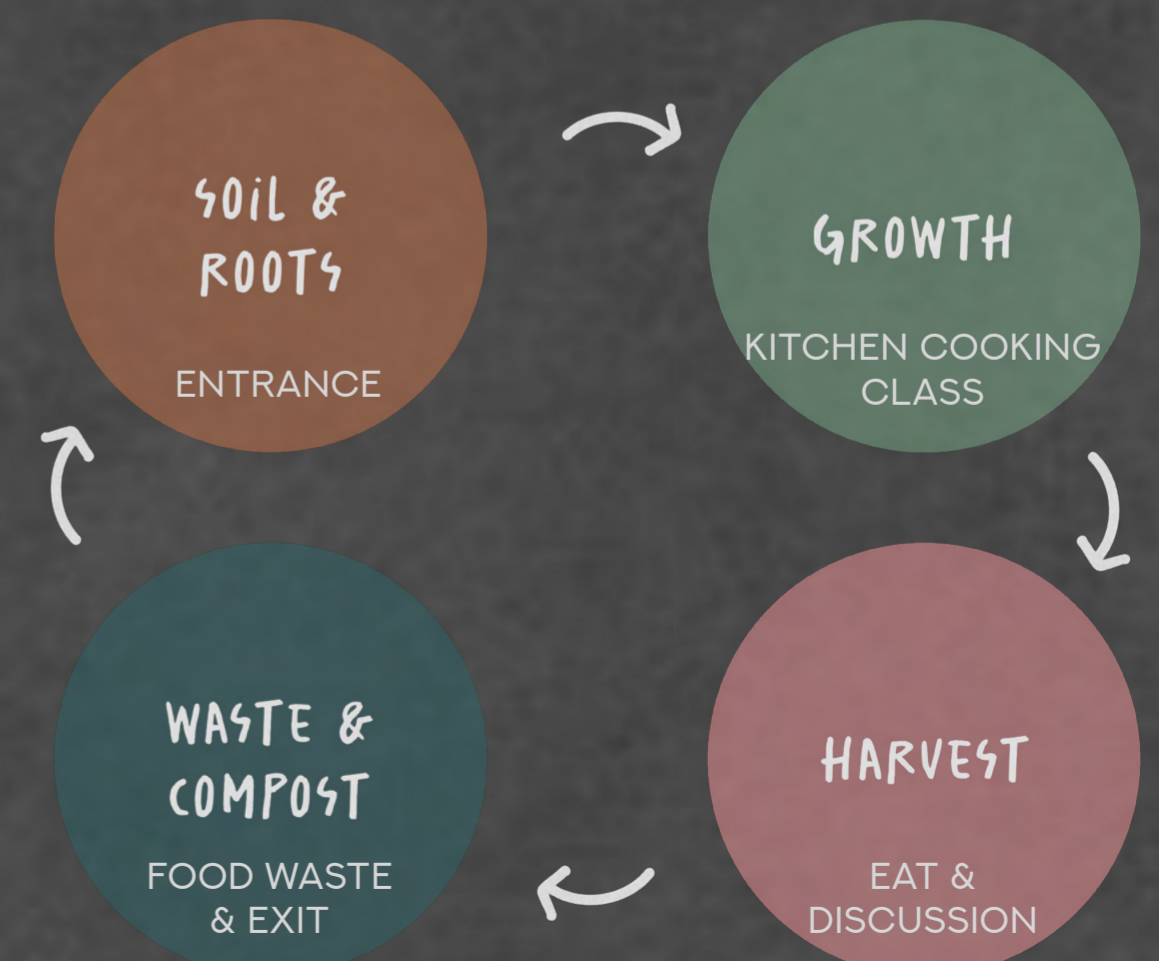 SOiL &
ROOTS
ENTRANCE
GROWTH
KITCHEN COOKING
CLASS
WASTE &
COMPOST
FOOD WASTE
& EXIT
HARVEST
EAT &
DISCUSSION